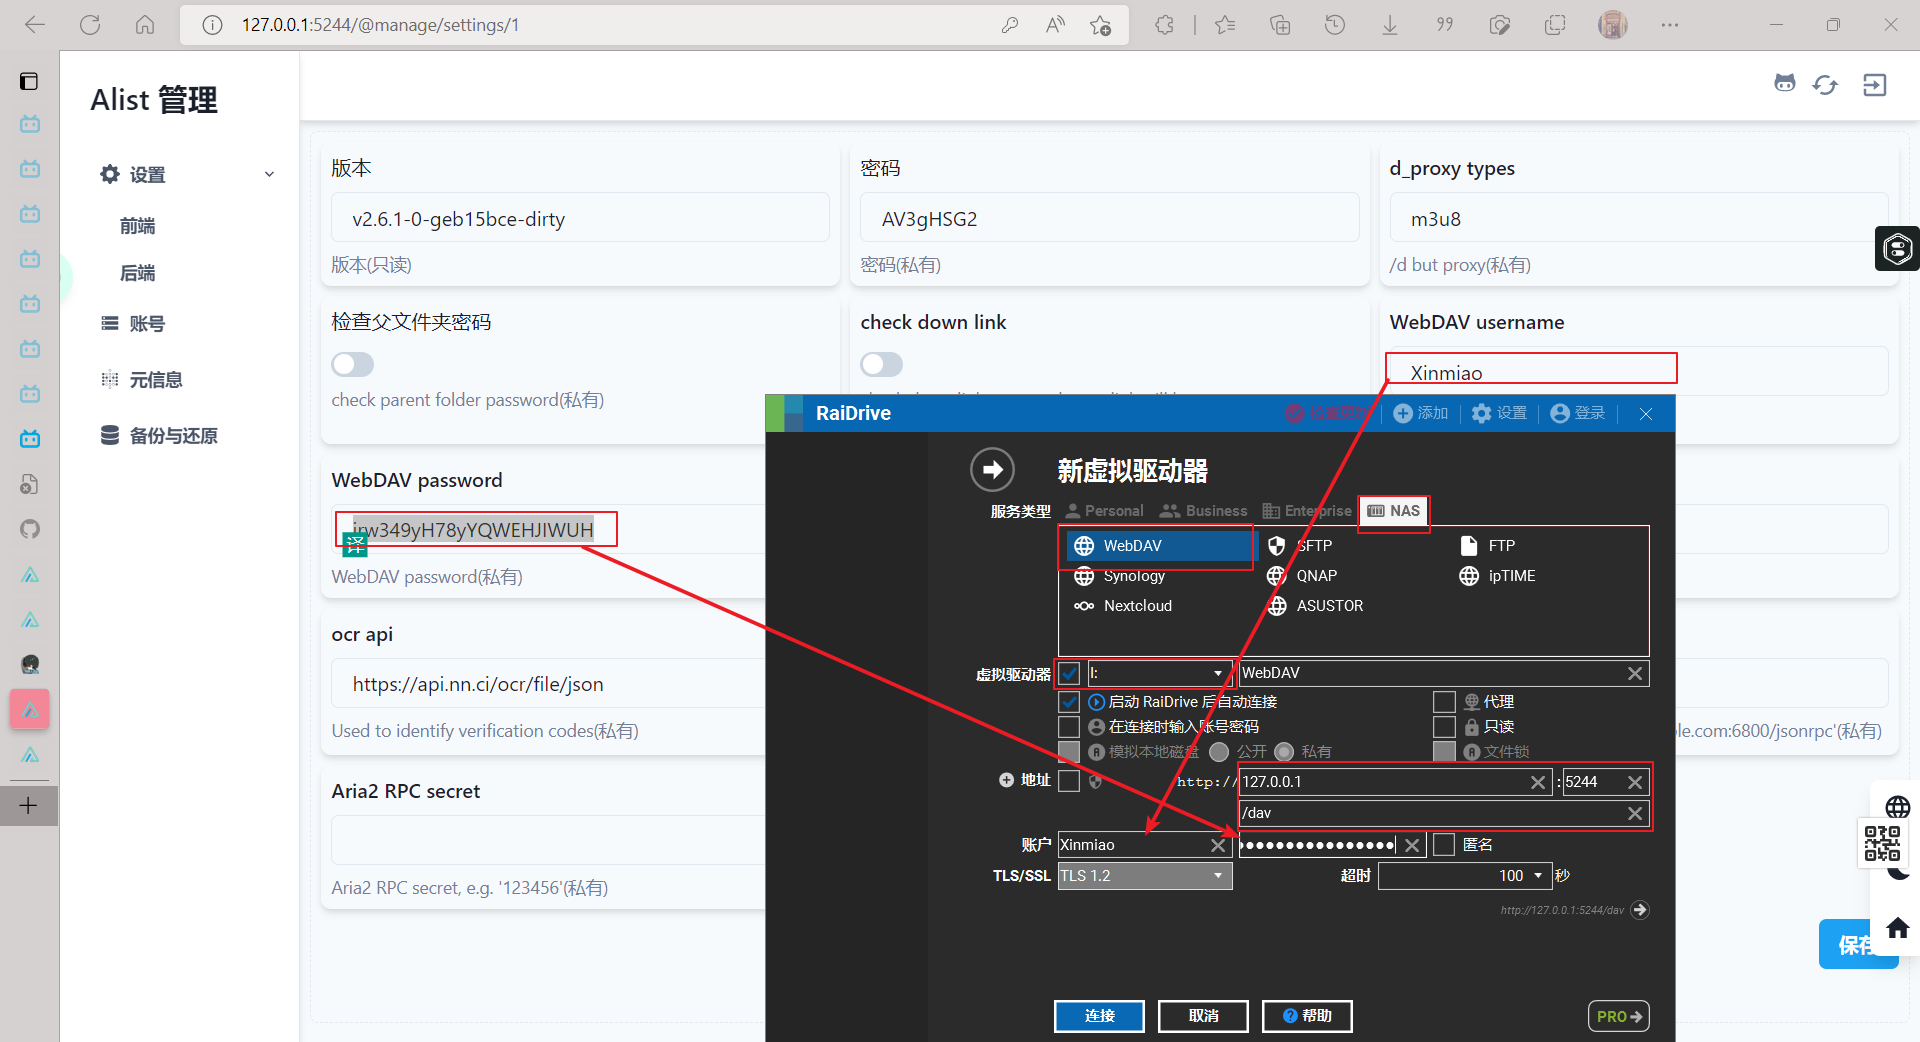 127.0.0.1:5244/@manage/settings/1
Alist 管理
设置
前端
后端
账号
元信息
备份与还原
版本
v2.6.1-0-geb15bce-dirty
版本(只读)
密码
AV3gHSG2
密码(私有)
d_proxy types
m3u8
/d but proxy(私有)
检查父文件夹密码
check parent folder password(私有)
check down link
WebDAV username
Xinmiao
WebDAV password
irw349yH78yYQWEHJIWUH
译
WebDAV password(私有)
ocr api
https://api.nn.ci/ocr/file/json
Used to identify verification codes(私有)
le.com:6800/jsonrpc'(私有)
Aria2 RPC secret
Aria2 RPC secret, e.g. '123456'(私有)
保存
RaiDrive
检查更新
添加
设置
登录
新虚拟驱动器
服务类型
Personal
Business
Enterprise
NAS
WebDAV
SFTP
FTP
Synology
QNAP
ipTIME
Nextcloud
ASUSTOR
虚拟驱动器
I:
WebDAV
启动 RaiDrive 后自动连接
代理
在连接时输入账号密码
只读
模拟本地磁盘
公开
私有
文件锁
地址
http://
127.0.0.1
:
5244
/dav
账户
Xinmiao
匿名
TLS/SSL
TLS 1.2
超时
100
秒
http://127.0.0.1:5244/dav
连接
取消
帮助
PRO